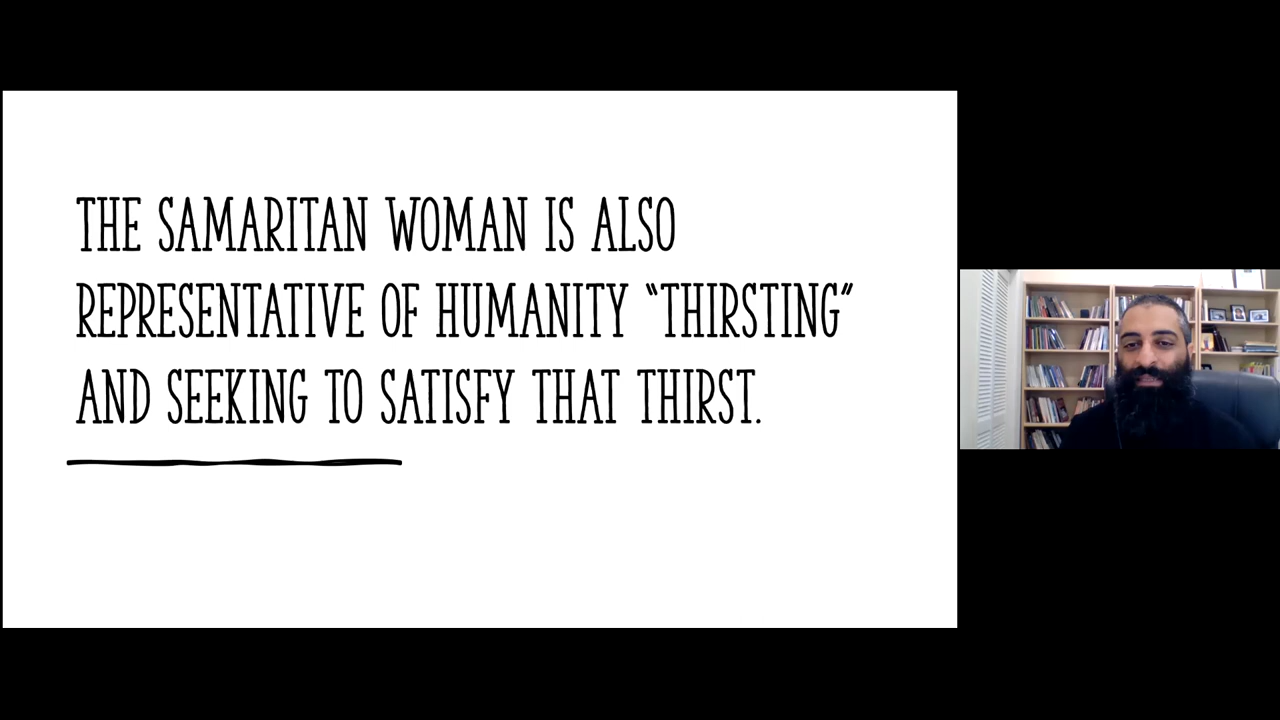 THE SAMARITAN WOMAN IS ALSO
REPRESENTATIVE OF HUMANITY “THIRSTING”
AND SEEKING TO SATISFY THAT THIRST.